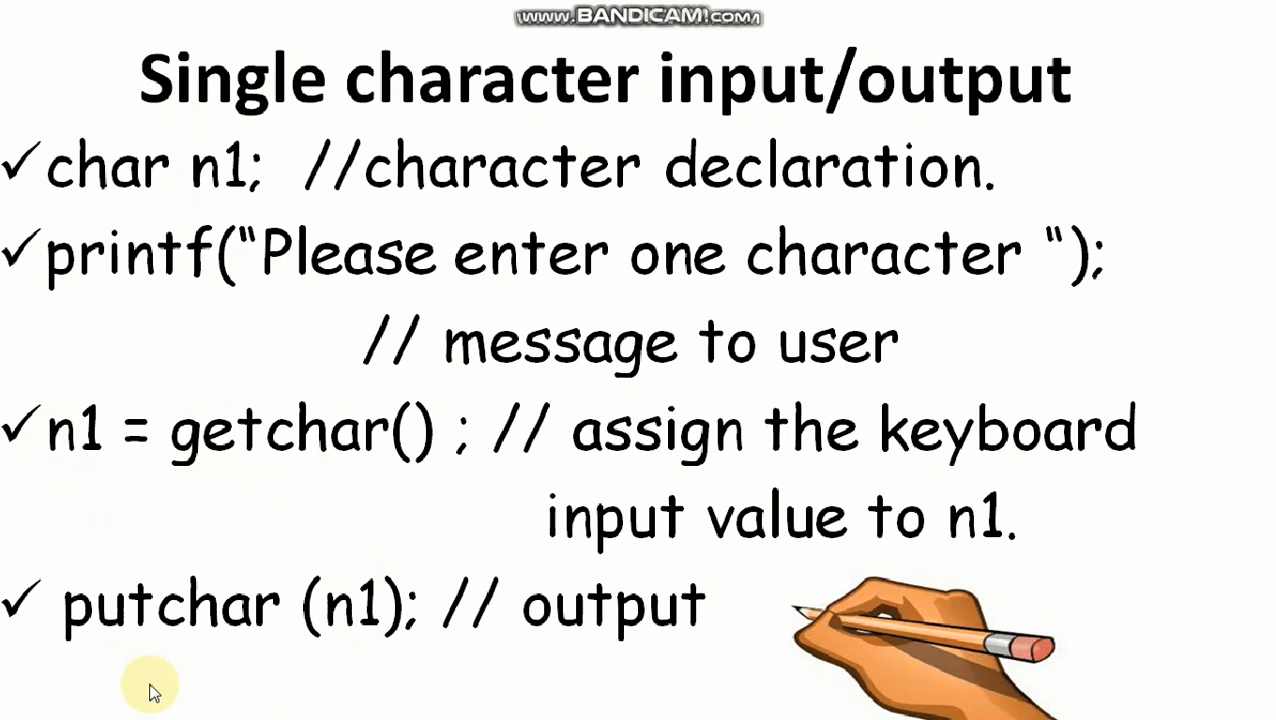 www.BANDICAM.com
Single character input/output
✓char n1; //character declaration.
✓printf(“Please enter one character “);
// message to user
✓n1 = getchar() ; // assign the keyboard
input value to n1.
✓ putchar (n1); // output